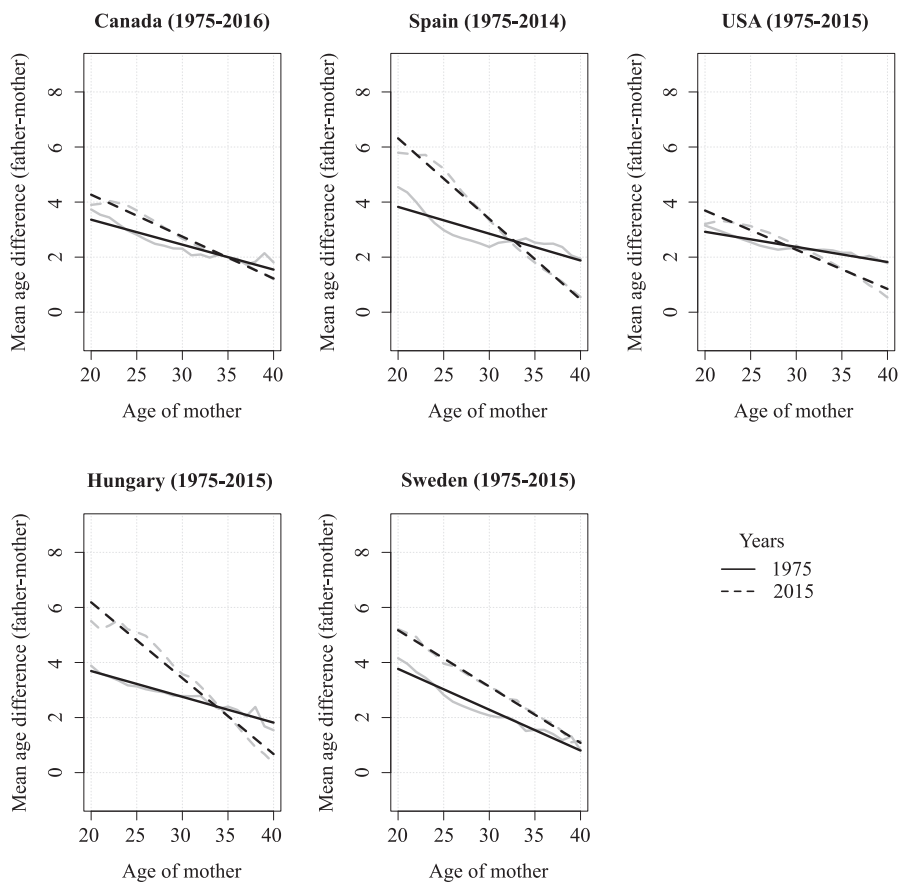 Canada (1975-2016)
Mean age difference (father-mother)
8
6
4
2
0
20 25 30 35 40
Age of mother
Spain (1975-2014)
Mean age difference (father-mother)
8
6
4
2
0
20 25 30 35 40
Age of mother
USA (1975-2015)
Mean age difference (father-mother)
8
6
4
2
0
20 25 30 35 40
Age of mother
Hungary (1975-2015)
Mean age difference (father-mother)
8
6
4
2
0
20 25 30 35 40
Age of mother
Sweden (1975-2015)
Mean age difference (father-mother)
8
6
4
2
0
20 25 30 35 40
Age of mother
Years
1975
2015